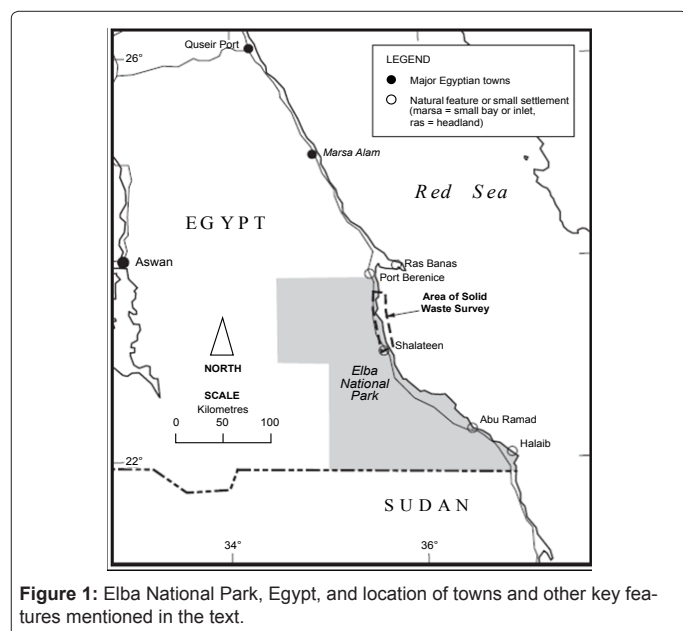 Quseir Port
26°
LEGEND
Major Egyptian towns
Natural feature or small settlement
(marsa = small bay or inlet,
ras = headland)
Marsa Alam
Red Sea
EGYPT
Aswan
Ras Banas
Port Berenice
Area of Solid
Waste Survey
Shalateen
NORTH
Elba
National
Park
SCALE
Kilometres
0 50 100
Abu Ramad
Halaib
22°
SUDAN
34° 36°
Figure 1: Elba National Park, Egypt, and location of towns and other key fea-
tures mentioned in the text.